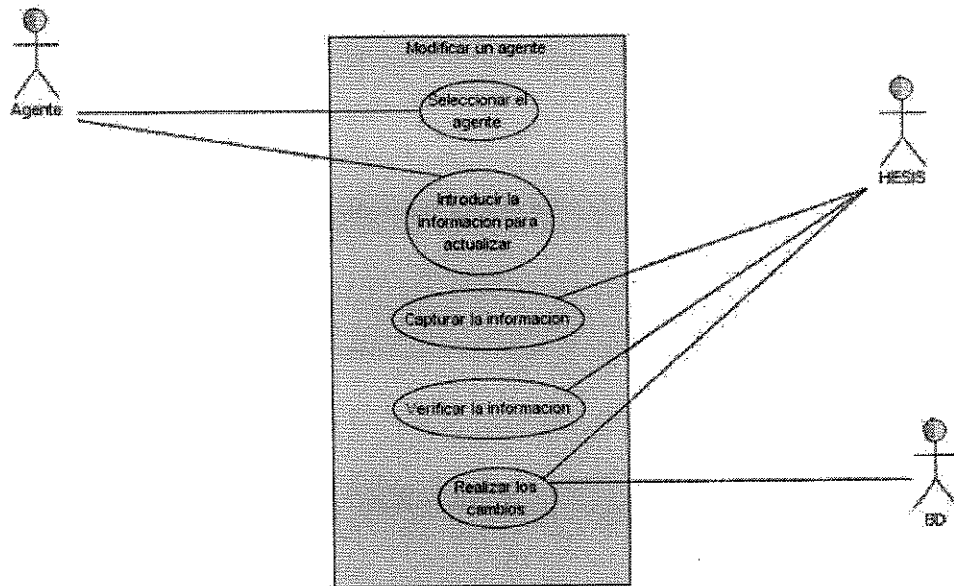 Modificar un agente
Agente
Seleccionar el
agente
HESIS
Introducir la
informacion para
actualizar
Capturar la informacion
Verificar la informacion
Realizar los
cambios
BD